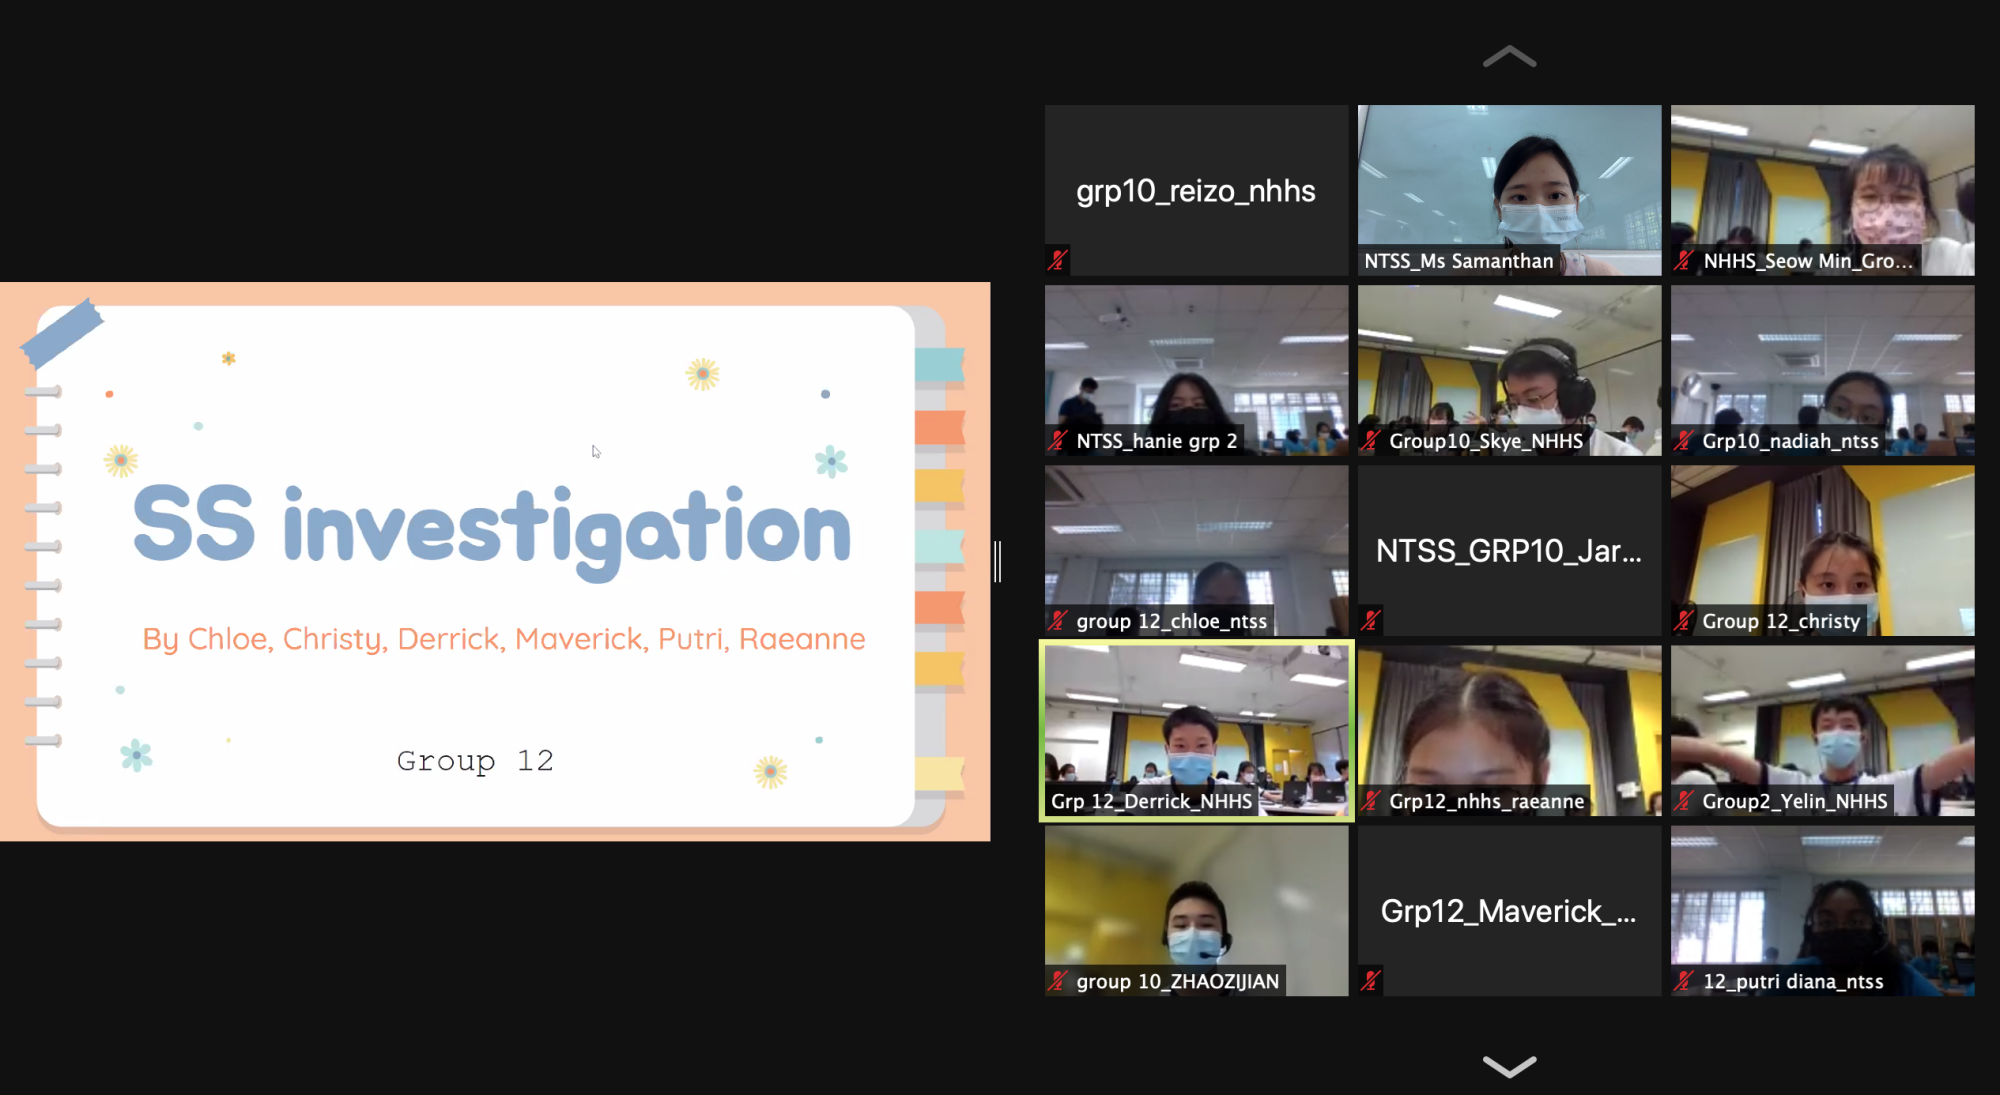 SS investigation
By Chloe, Christy, Derrick, Maverick, Putri, Raeanne
Group 12
grp10_reizo_nhhs
NTSS_Ms Samanthan
NHHS_Seow Min_Gro...
NTSS_hanie grp 2
Group10_Skye_NHHS
Grp10_nadiah_ntss
group 12_chloe_ntss
NTSS_GRP10_Jar...
Group 12_christy
Grp 12_Derrick_NHHS
Grp12_nhhs_raeanne
Group2_Yelin_NHHS
group 10_ZHAOZIJIAN
Grp12_Maverick_...
12_putri diana_ntss